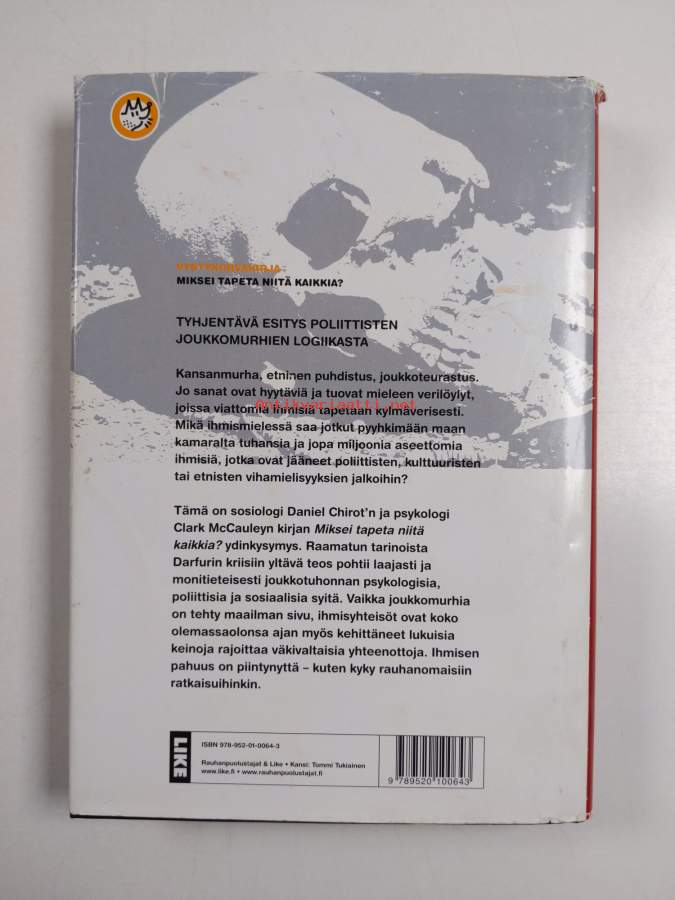 PYSTYKORVAKIRJA
MIKSEI TAPETA NIITÄ KAIKKIA?
TYHJENTÄVÄ ESITYS POLIITTISTEN
JOUKKOMURHIEN LOGIIKASTA
Kansanmurha, etninen puhdistus, joukkoteurastus.
Jo sanat ovat hyytäviä ja tuovat mieleen verilöylyt,
antikvariaatti.net
joissa viattomia ihmisiä tapetaan kylmäverisesti.
Mikä ihmismielessä saa jotkut pyyhkimään maan
kamaralta tuhansia ja jopa miljoonia aseettomia
ihmisiä, jotka ovat jääneet poliittisten, kulttuuristen
tai etnisten vihamielisyyksien jalkoihin?
Tämä on sosiologi Daniel Chirot'n ja psykologi
Clark McCauleyn kirjan Miksei tapeta niitä
kaikkia? ydinkysymys. Raamatun tarinoista
Darfurin kriisiin yltävä teos pohtii laajasti ja
monitieteisesti joukkotuhonnan psykologisia,
poliittisia ja sosiaalisia syitä. Vaikka joukkomurhia
on tehty maailman sivu, ihmisyhteisöt ovat koko
olemassaolonsa ajan myös kehittäneet lukuisia
keinoja rajoittaa väkivaltaisia yhteenottoja. Ihmisen
pahuus on piintynyttä – kuten kyky rauhanomaisiin
ratkaisuihinkin.
LIKE
ISBN 978-952-01-0064-3
Rauhanpuolustajat & Like • Kansi: Tommi Tukiainen
www.like.fi • www.rauhanpuolustajat.fi
9 789520 100643